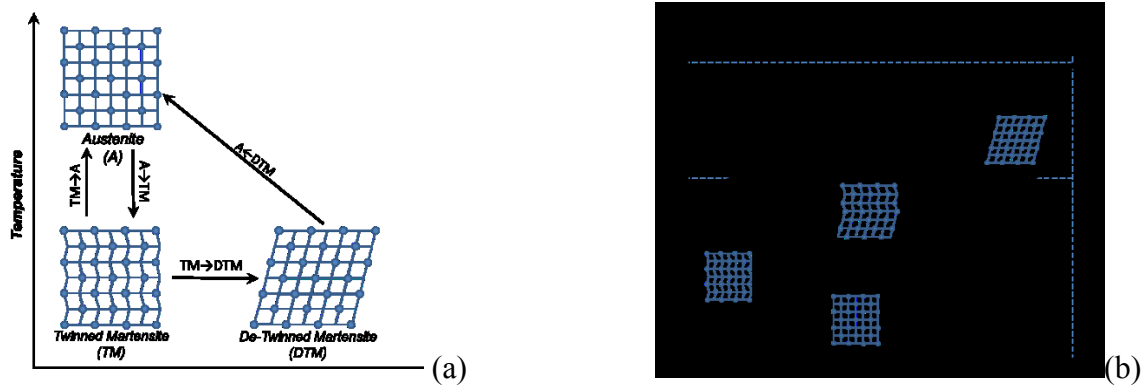 Temperature
Austenite
(A)
TM→A
A→TM
A←DTM
TM→DTM
Twinned Martensite
(TM)
De-Twinned Martensite
(DTM)
(a)
(b)